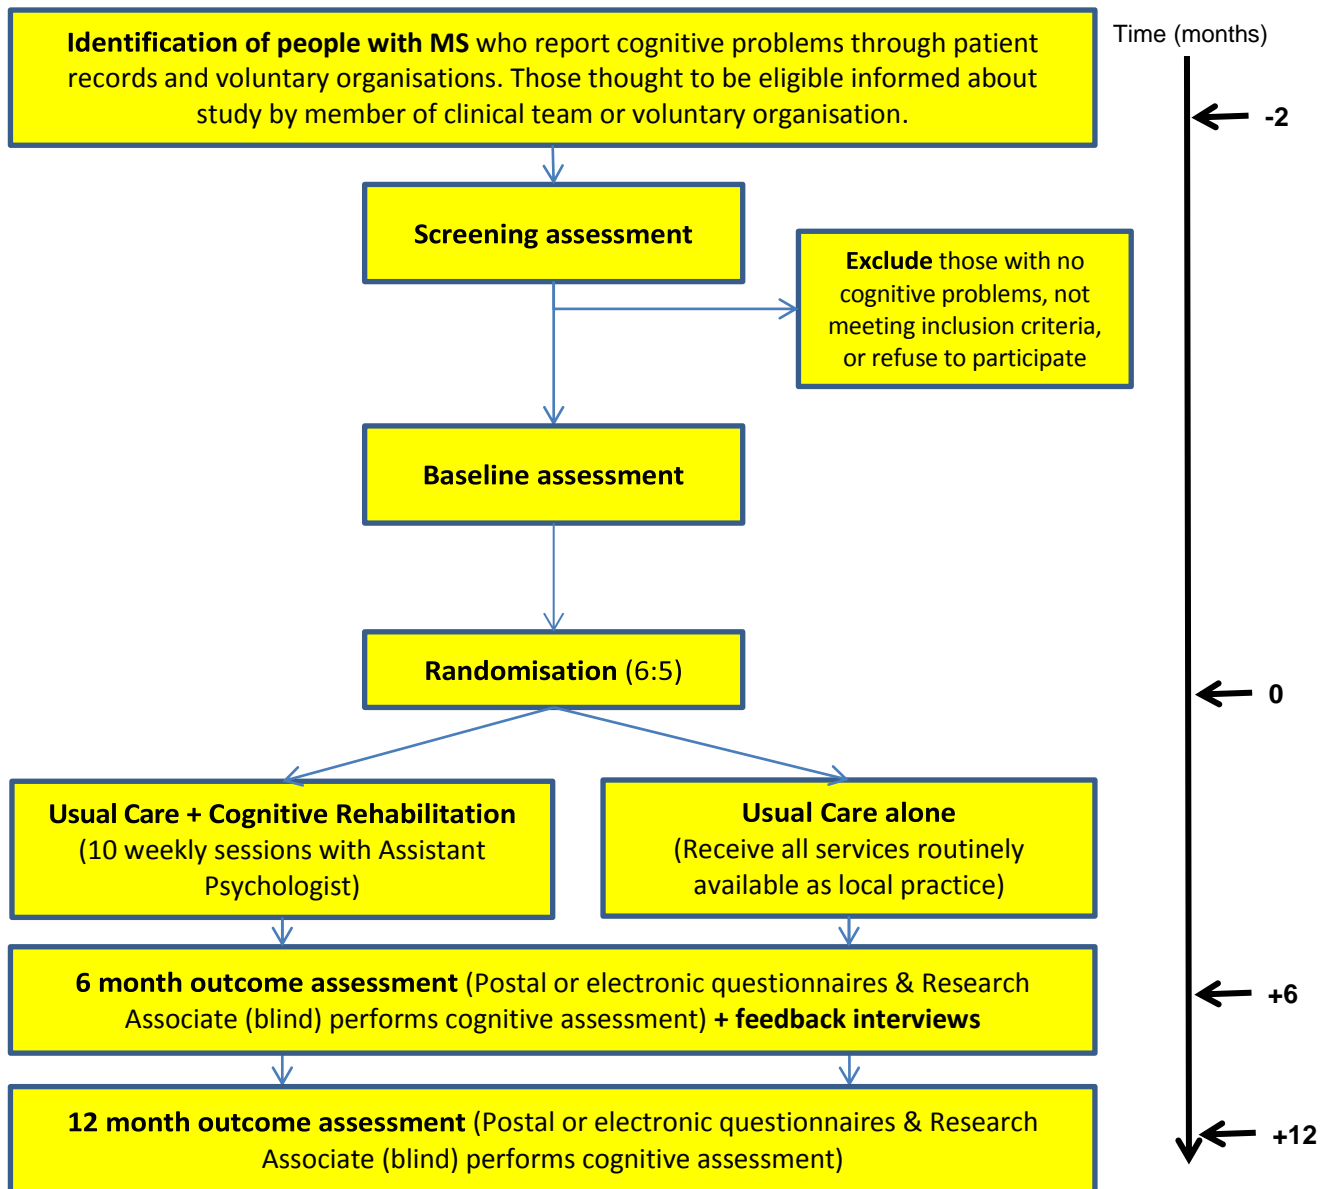 Time (months)
Identification of people with MS who report cognitive problems through patient
records and voluntary organisations. Those thought to be eligible informed about
study by member of clinical team or voluntary organisation.
-2
Screening assessment
Exclude those with no
cognitive problems, not
meeting inclusion criteria,
or refuse to participate
Baseline assessment
Randomisation (6:5)
0
Usual Care + Cognitive Rehabilitation
(10 weekly sessions with Assistant
Psychologist)
Usual Care alone
(Receive all services routinely
available as local practice)
6 month outcome assessment (Postal or electronic questionnaires & Research
Associate (blind) performs cognitive assessment) + feedback interviews
+6
12 month outcome assessment (Postal or electronic questionnaires & Research
Associate (blind) performs cognitive assessment)
+12